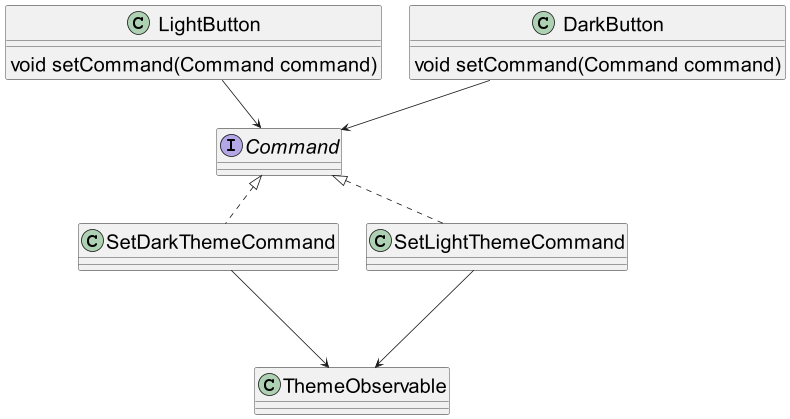 C LightButton
void setCommand(Command command)
C DarkButton
void setCommand(Command command)
I Command
C SetDarkThemeCommand
C SetLightThemeCommand
C ThemeObservable